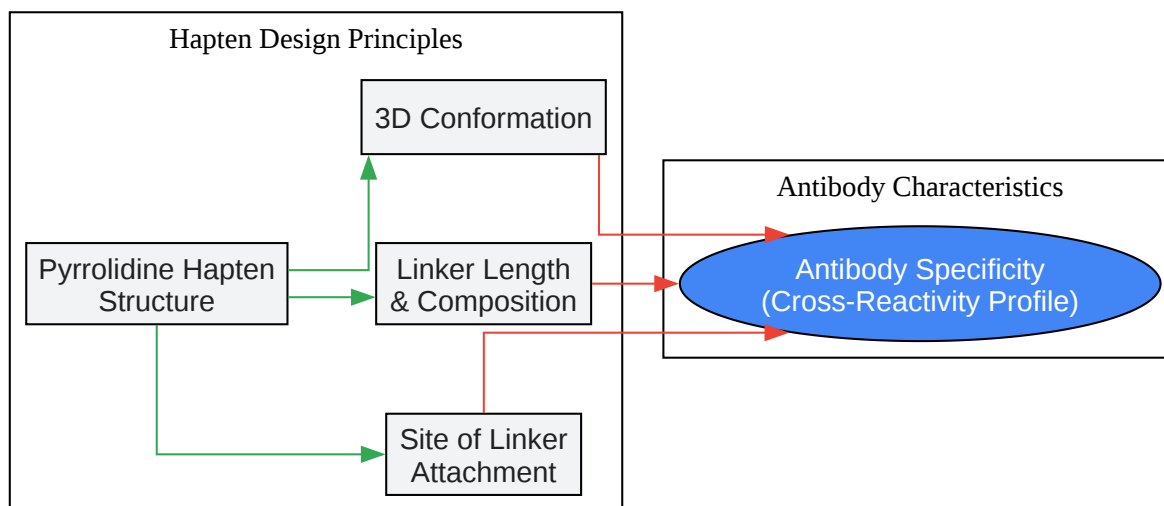 Hapten Design Principles
3D Conformation
Antibody Characteristics
Pyrrolidine Hapten
Structure
Linker Length
& Composition
Antibody Specificity
(Cross-Reactivity Profile)
Site of Linker
Attachment